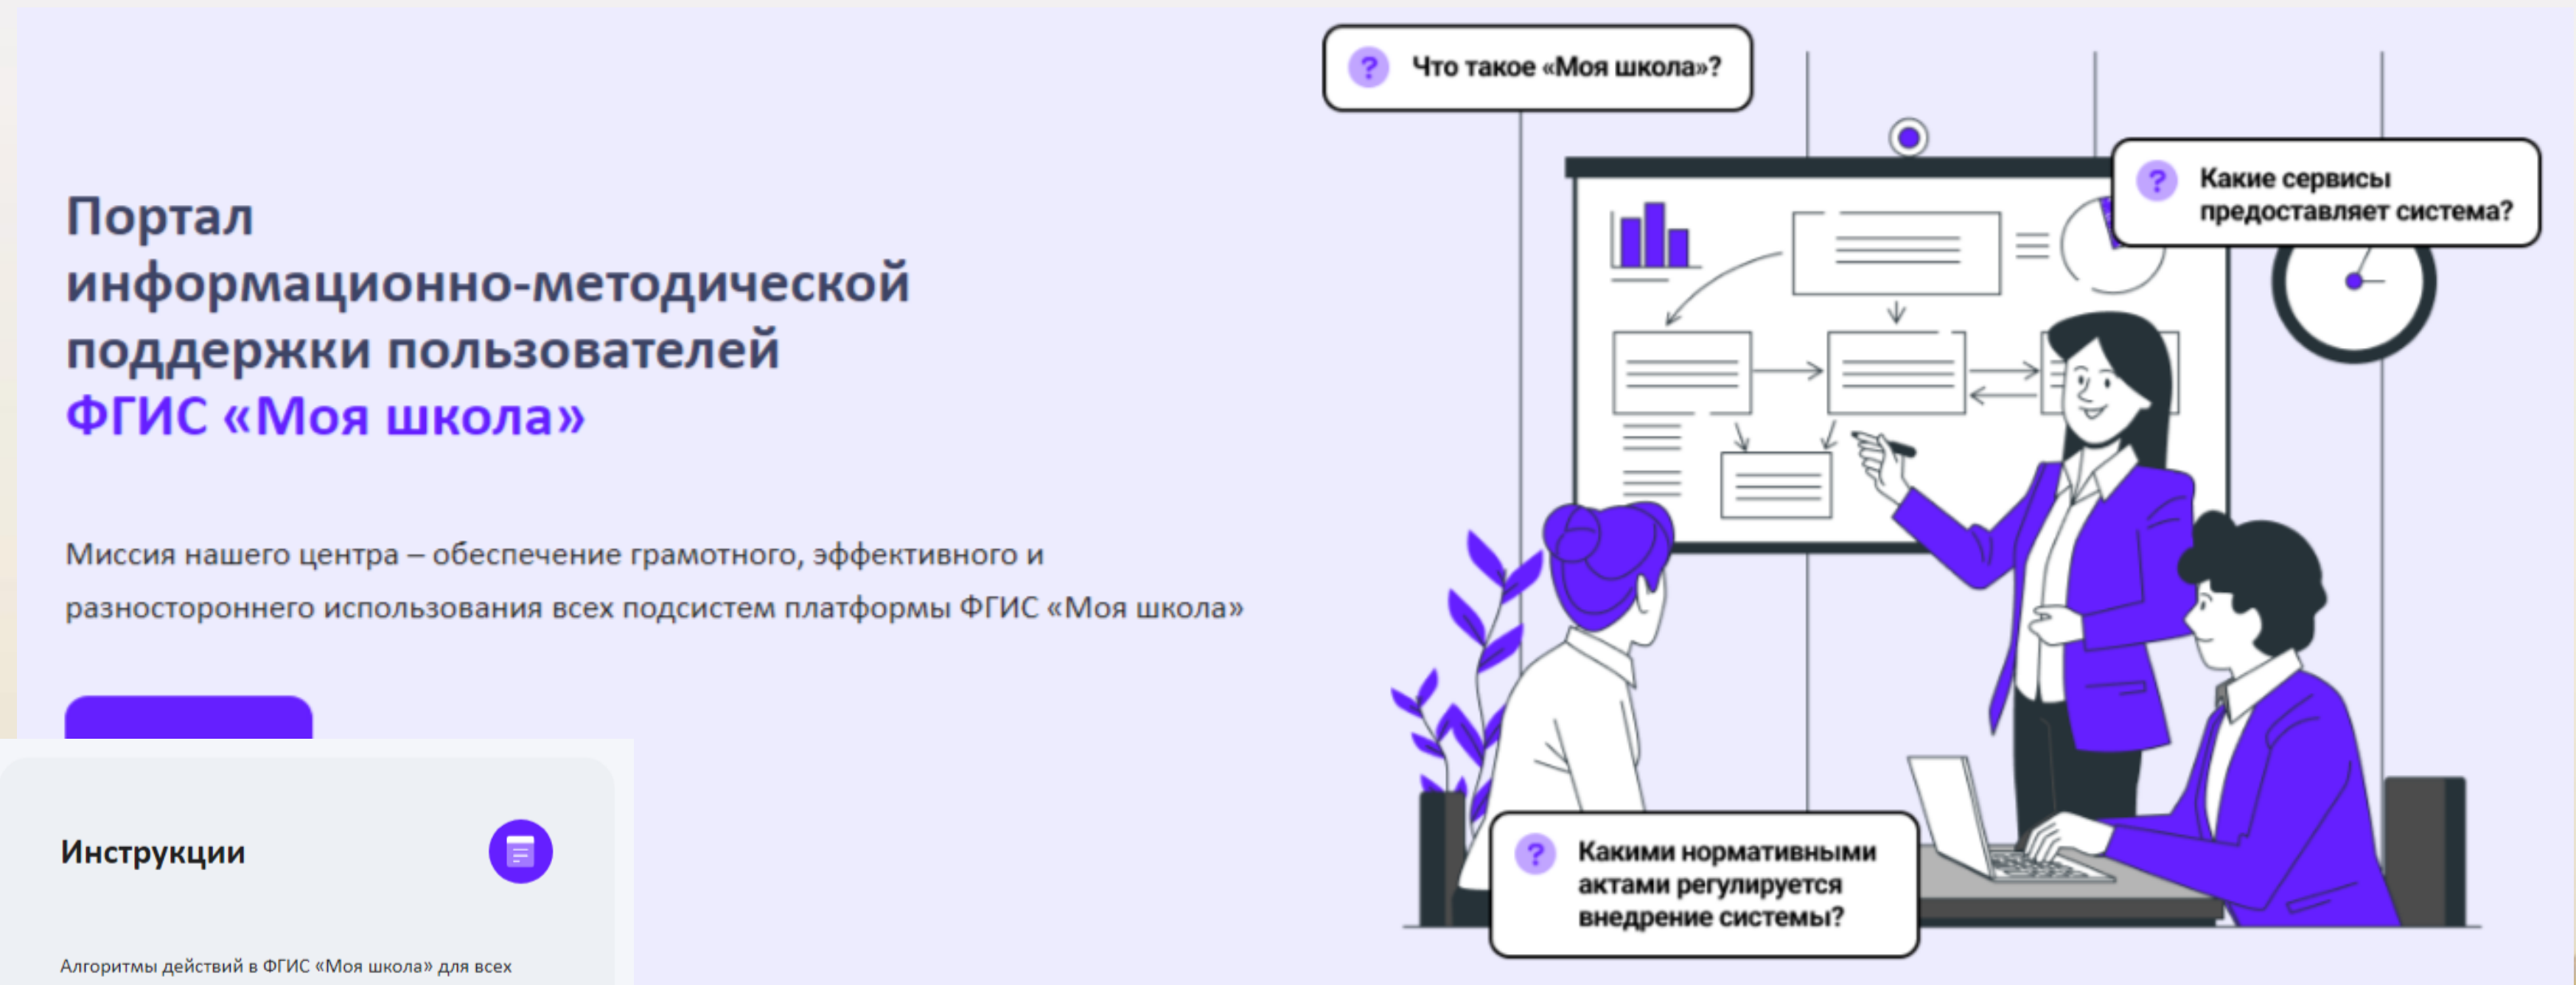 Что такое «Моя школа»?
Какие сервисы
предоставляет система?
Портал
информационно-методической
поддержки пользователей
ФГИС «Моя школа»
Миссия нашего центра – обеспечение грамотного, эффективного и
разностороннего использования всех подсистем платформы ФГИС «Моя школа»
Инструкции
Алгоритмы действий в ФГИС «Моя школа» для всех
Какими нормативными
актами регулируется
внедрение системы?